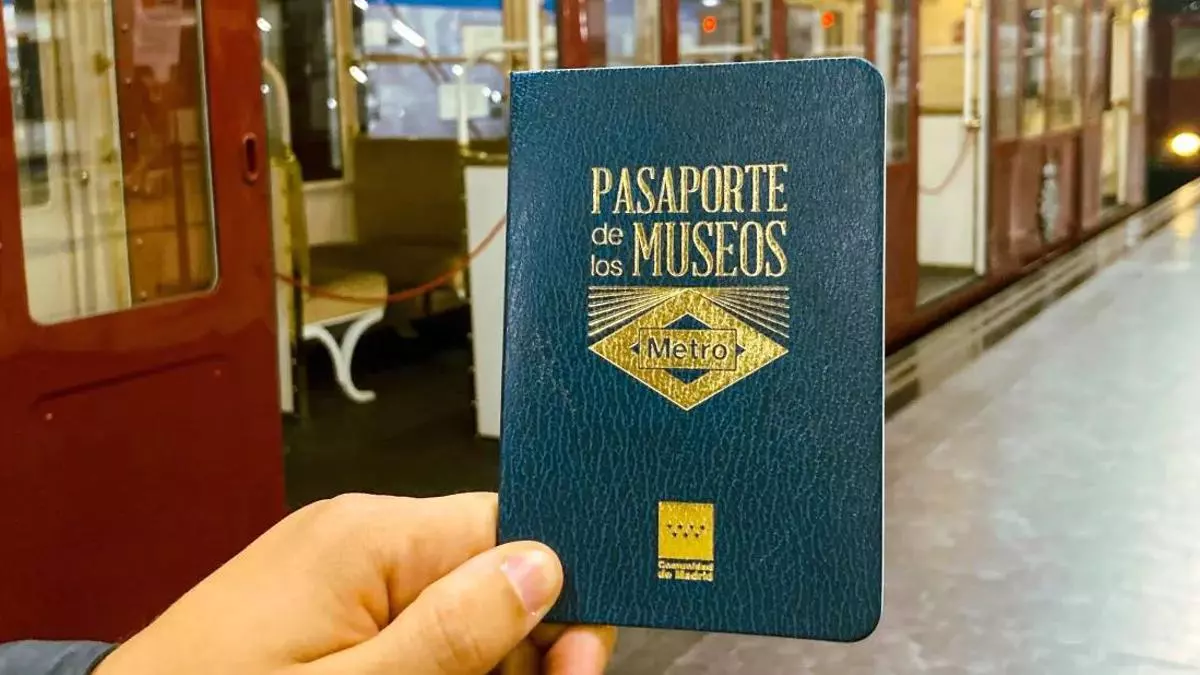 PASAPORTE
de
los MUSEOS
Metro
Comunidad
de Madrid